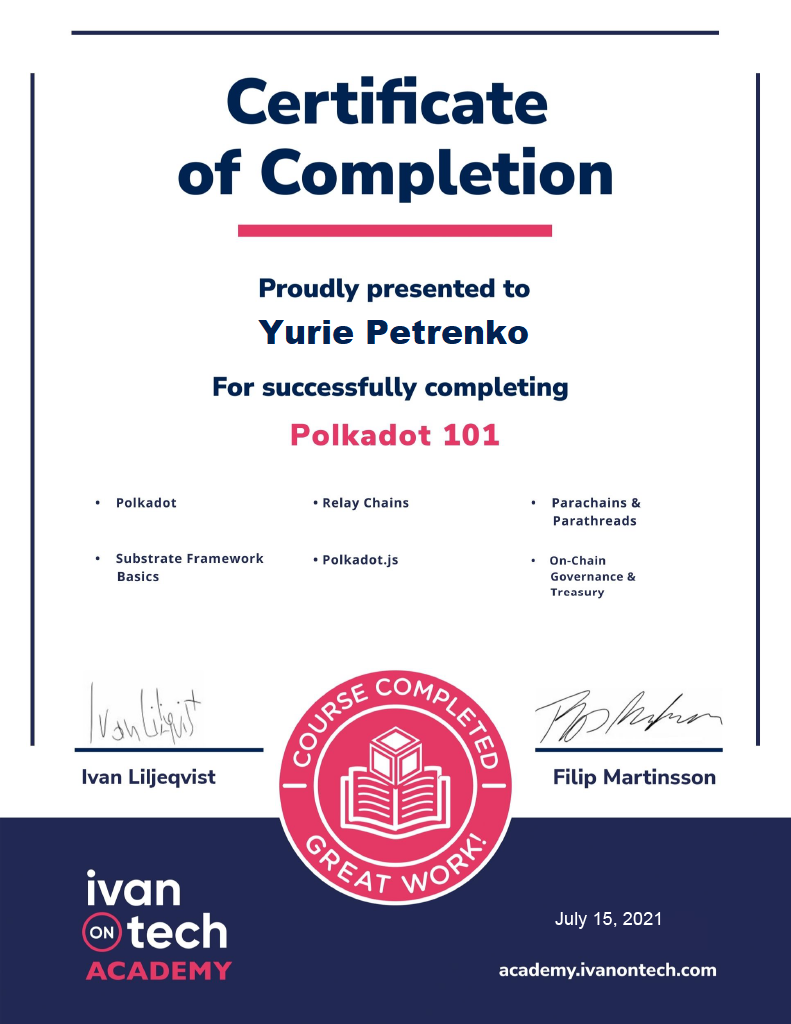 Certificate
of Completion
Proudly presented to
Yurie Petrenko
For successfully completing
Polkadot 101
• Polkadot
• Relay Chains
• Parachains &
Parathreads
• Substrate Framework
Basics
• Polkadot.js
• On-Chain
Governance &
Treasury
Ivan Liljeqvist
Ivan Liljeqvist
Filip Martinsson
COURSE COMPLETED
GREAT WORK!
ivan
ON tech
ACADEMY
July 15, 2021
academy.ivanontech.com